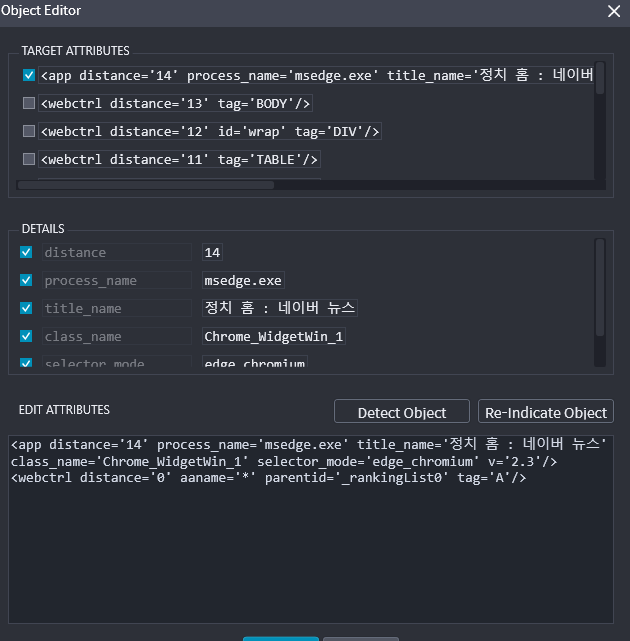 Object Editor
TARGET ATTRIBUTES
<app distance='14' process_name='msedge.exe' title_name='정치 홈 : 네이버
<webctrl distance='13' tag='BODY'/>
<webctrl distance='12' id='wrap' tag='DIV'/>
<webctrl distance='11' tag='TABLE'/>
DETAILS
distance 14
process_name msedge.exe
title_name 정치 홈 : 네이버 뉴스
class_name Chrome_WidgetWin_1
selector_mode edge_chromium
EDIT ATTRIBUTES Detect Object Re-Indicate Object
<app distance='14' process_name='msedge.exe' title_name='정치 홈 : 네이버 뉴스'
class_name='Chrome_WidgetWin_1' selector_mode='edge_chromium' v='2.3'/>
<webctrl distance='0' aaname='*' parentid='_rankingList0' tag='A'/>